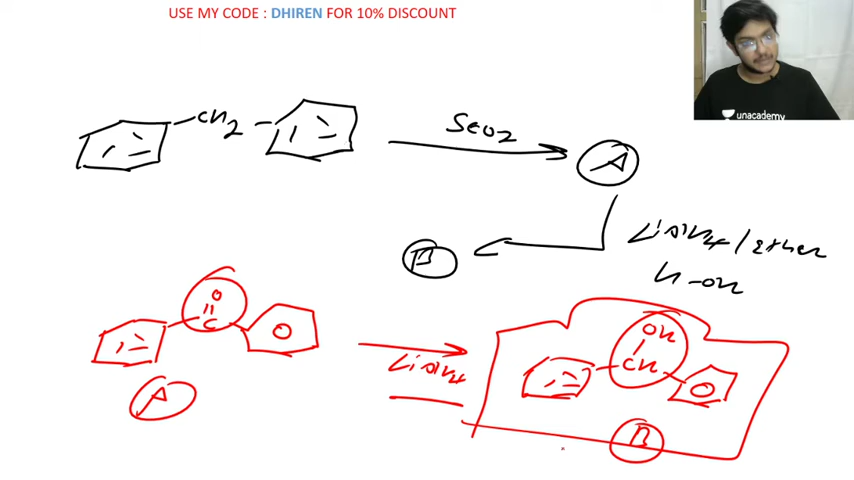 USE MY CODE : DHIREN FOR 10% DISCOUNT
unacademy
CH2
SeO2
A
LiAlH4 / Ether
H-OH
B
O
C
A
LiAlH4
OH
CH
B